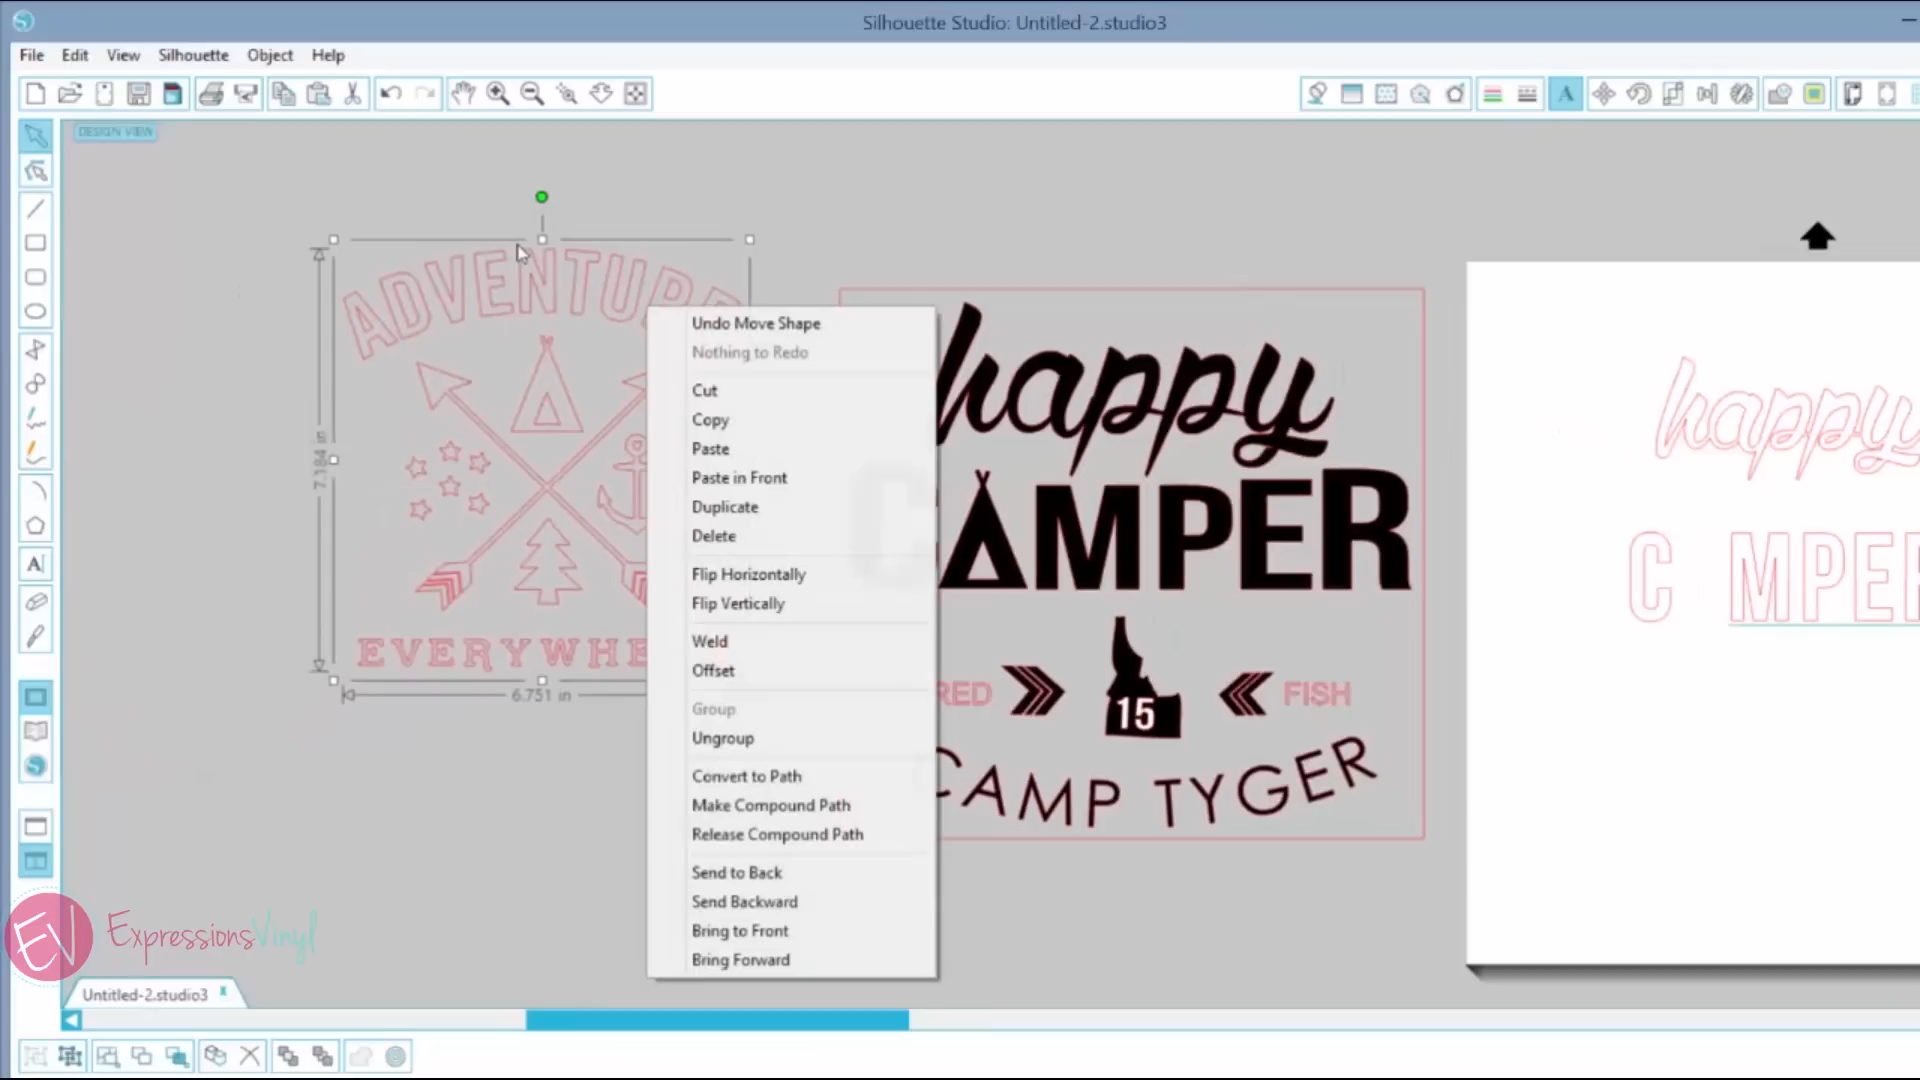 Silhouette Studio: Untitled-2.studio3
File Edit View Silhouette Object Help
DESIGN VIEW
ADVENTURE
7.184 in
EVERYWHE
6.751 in
Undo Move Shape
Nothing to Redo
Cut
Copy
Paste
Paste in Front
Duplicate
Delete
Flip Horizontally
Flip Vertically
Weld
Offset
Group
Ungroup
Convert to Path
Make Compound Path
Release Compound Path
Send to Back
Send Backward
Bring to Front
Bring Forward
happy
AMPER
RED
15
FISH
CAMP TYGER
happy
C MPER
EV ExpressionsVinyl
Untitled-2.studio3 x